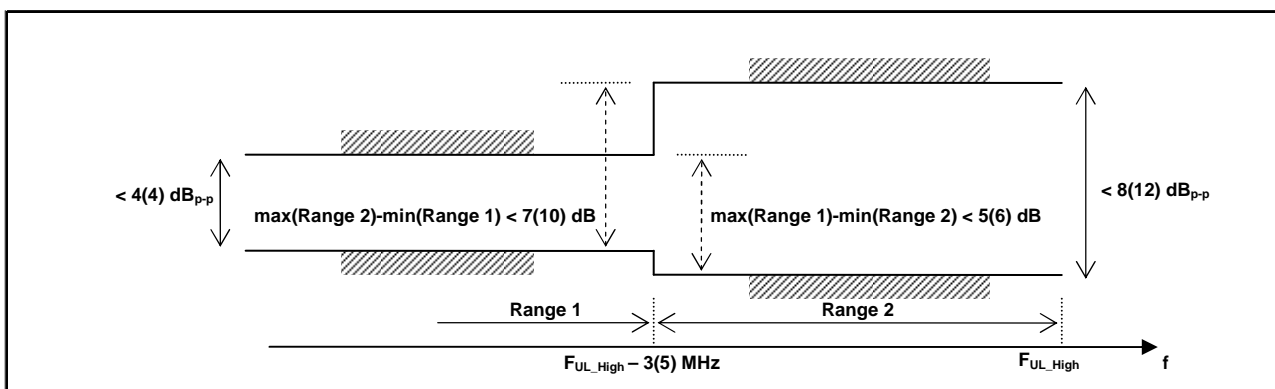 < 4(4) dBp-p
max(Range 2)-min(Range 1) < 7(10) dB
max(Range 1)-min(Range 2) < 5(6) dB
< 8(12) dBp-p
Range 1
Range 2
FUL_High – 3(5) MHz
FUL_High
f